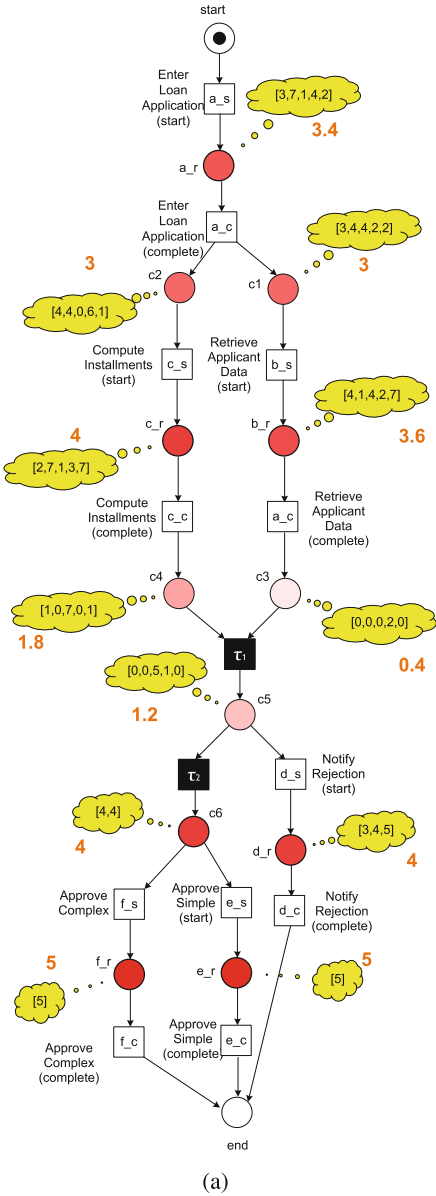 start
Enter
Loan
Application
(start)
a_s
[3,7,1,4,2]
3.4
a_r
Enter
Loan
Application
(complete)
a_c
3
c2
c1
[3,4,4,2,2]
3
[4,4,0,6,1]
Compute
Installments
(start)
c_s
Retrieve
Applicant
Data
(start)
b_s
4
c_r
b_r
[4,1,4,2,7]
3.6
[2,7,1,3,7]
Compute
Installments
(complete)
c_c
a_c
Retrieve
Applicant
Data
(complete)
c4
c3
[1,0,7,0,1]
1.8
[0,0,0,2,0]
0.4
τ1
[0,0,5,1,0]
1.2
c5
τ2
d_s
Notify
Rejection
(start)
[4,4]
4
c6
d_r
[3,4,5]
4
Approve
Complex
f_s
Approve
Simple
(start)
e_s
d_c
Notify
Rejection
(complete)
5
f_r
[5]
e_r
5
[5]
Approve
Complex
(complete)
f_c
Approve
Simple
(complete)
e_c
end
(a)